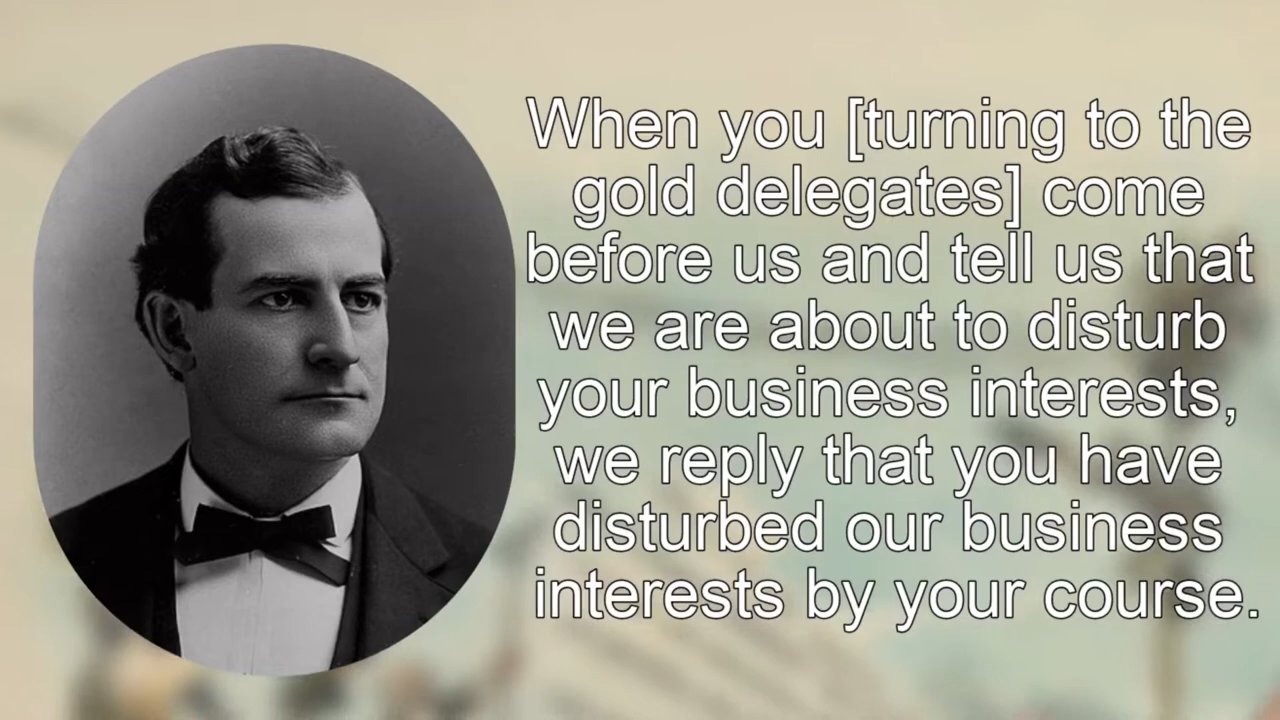 When you [turning to the
gold delegates] come
before us and tell us that
we are about to disturb
your business interests,
we reply that you have
disturbed our business
interests by your course.